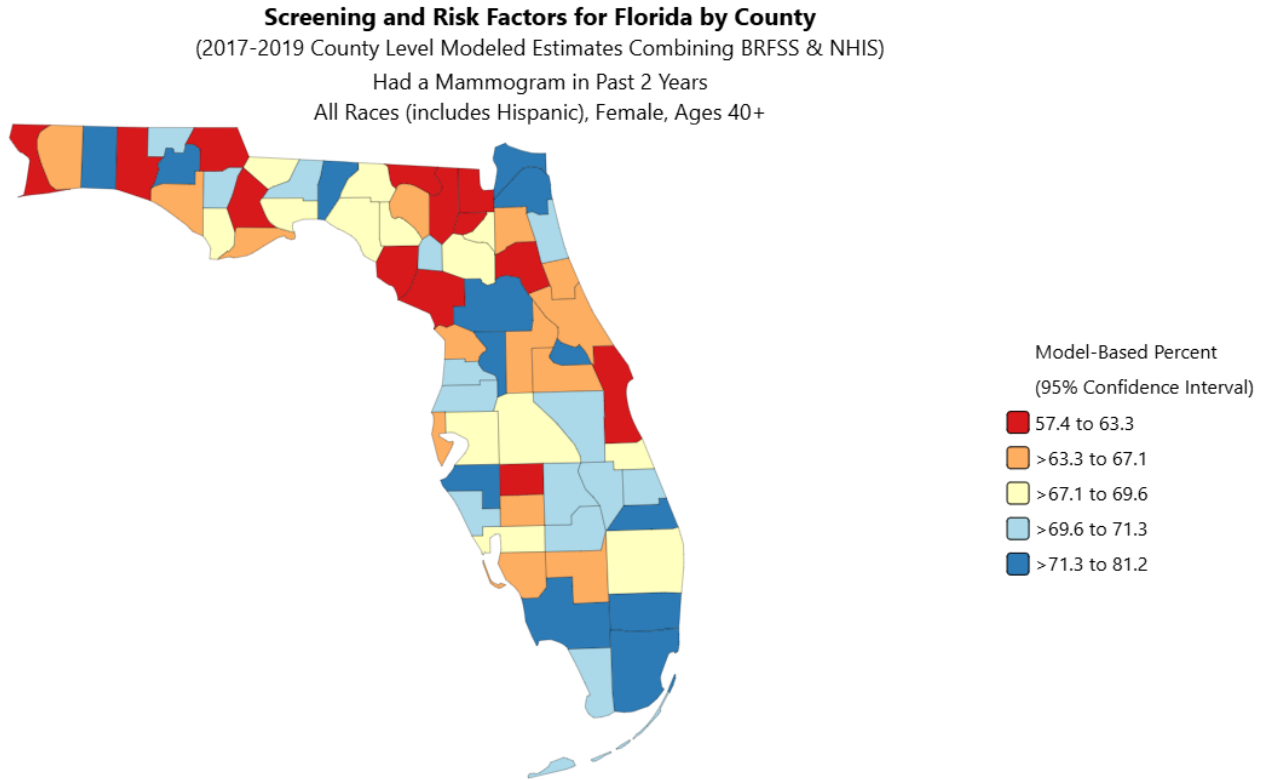 Screening and Risk Factors for Florida by County
(2017-2019 County Level Modeled Estimates Combining BRFSS & NHIS)
Had a Mammogram in Past 2 Years
All Races (includes Hispanic), Female, Ages 40+
Model-Based Percent
(95% Confidence Interval)
57.4 to 63.3
>63.3 to 67.1
>67.1 to 69.6
>69.6 to 71.3
>71.3 to 81.2